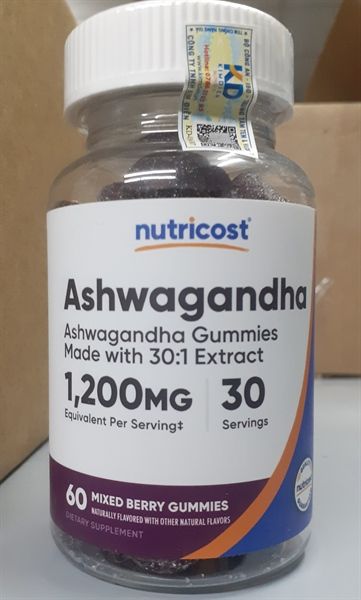 KD
nutricost®
Ashwagandha
Ashwagandha Gummies
Made with 30:1 Extract
1,200MG
Equivalent Per Serving‡
30
Servings
60 MIXED BERRY GUMMIES
NATURALLY FLAVORED WITH OTHER NATURAL FLAVORS
DIETARY SUPPLEMENT